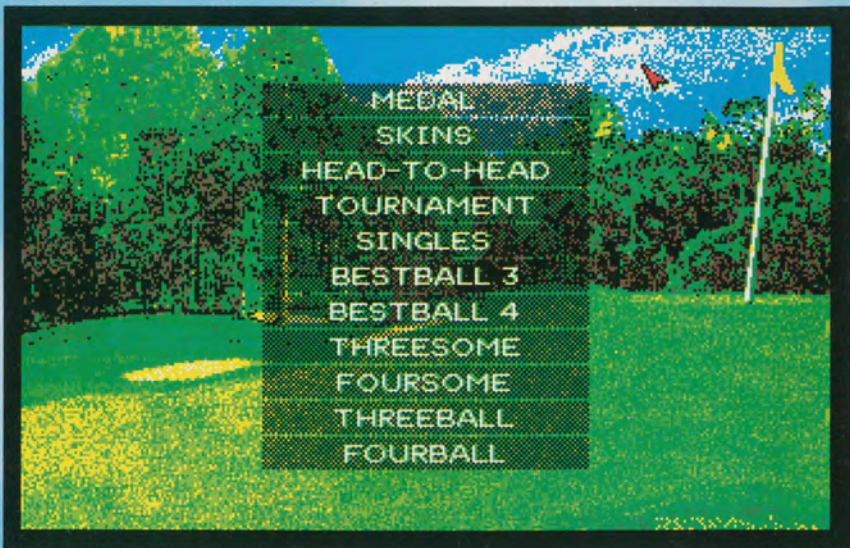 MEDAL
SKINS
HEAD-TO-HEAD
TOURNAMENT
SINGLES
BESTBALL 3
BESTBALL 4
THREESOME
FOURSOME
THREEBALL
FOURBALL